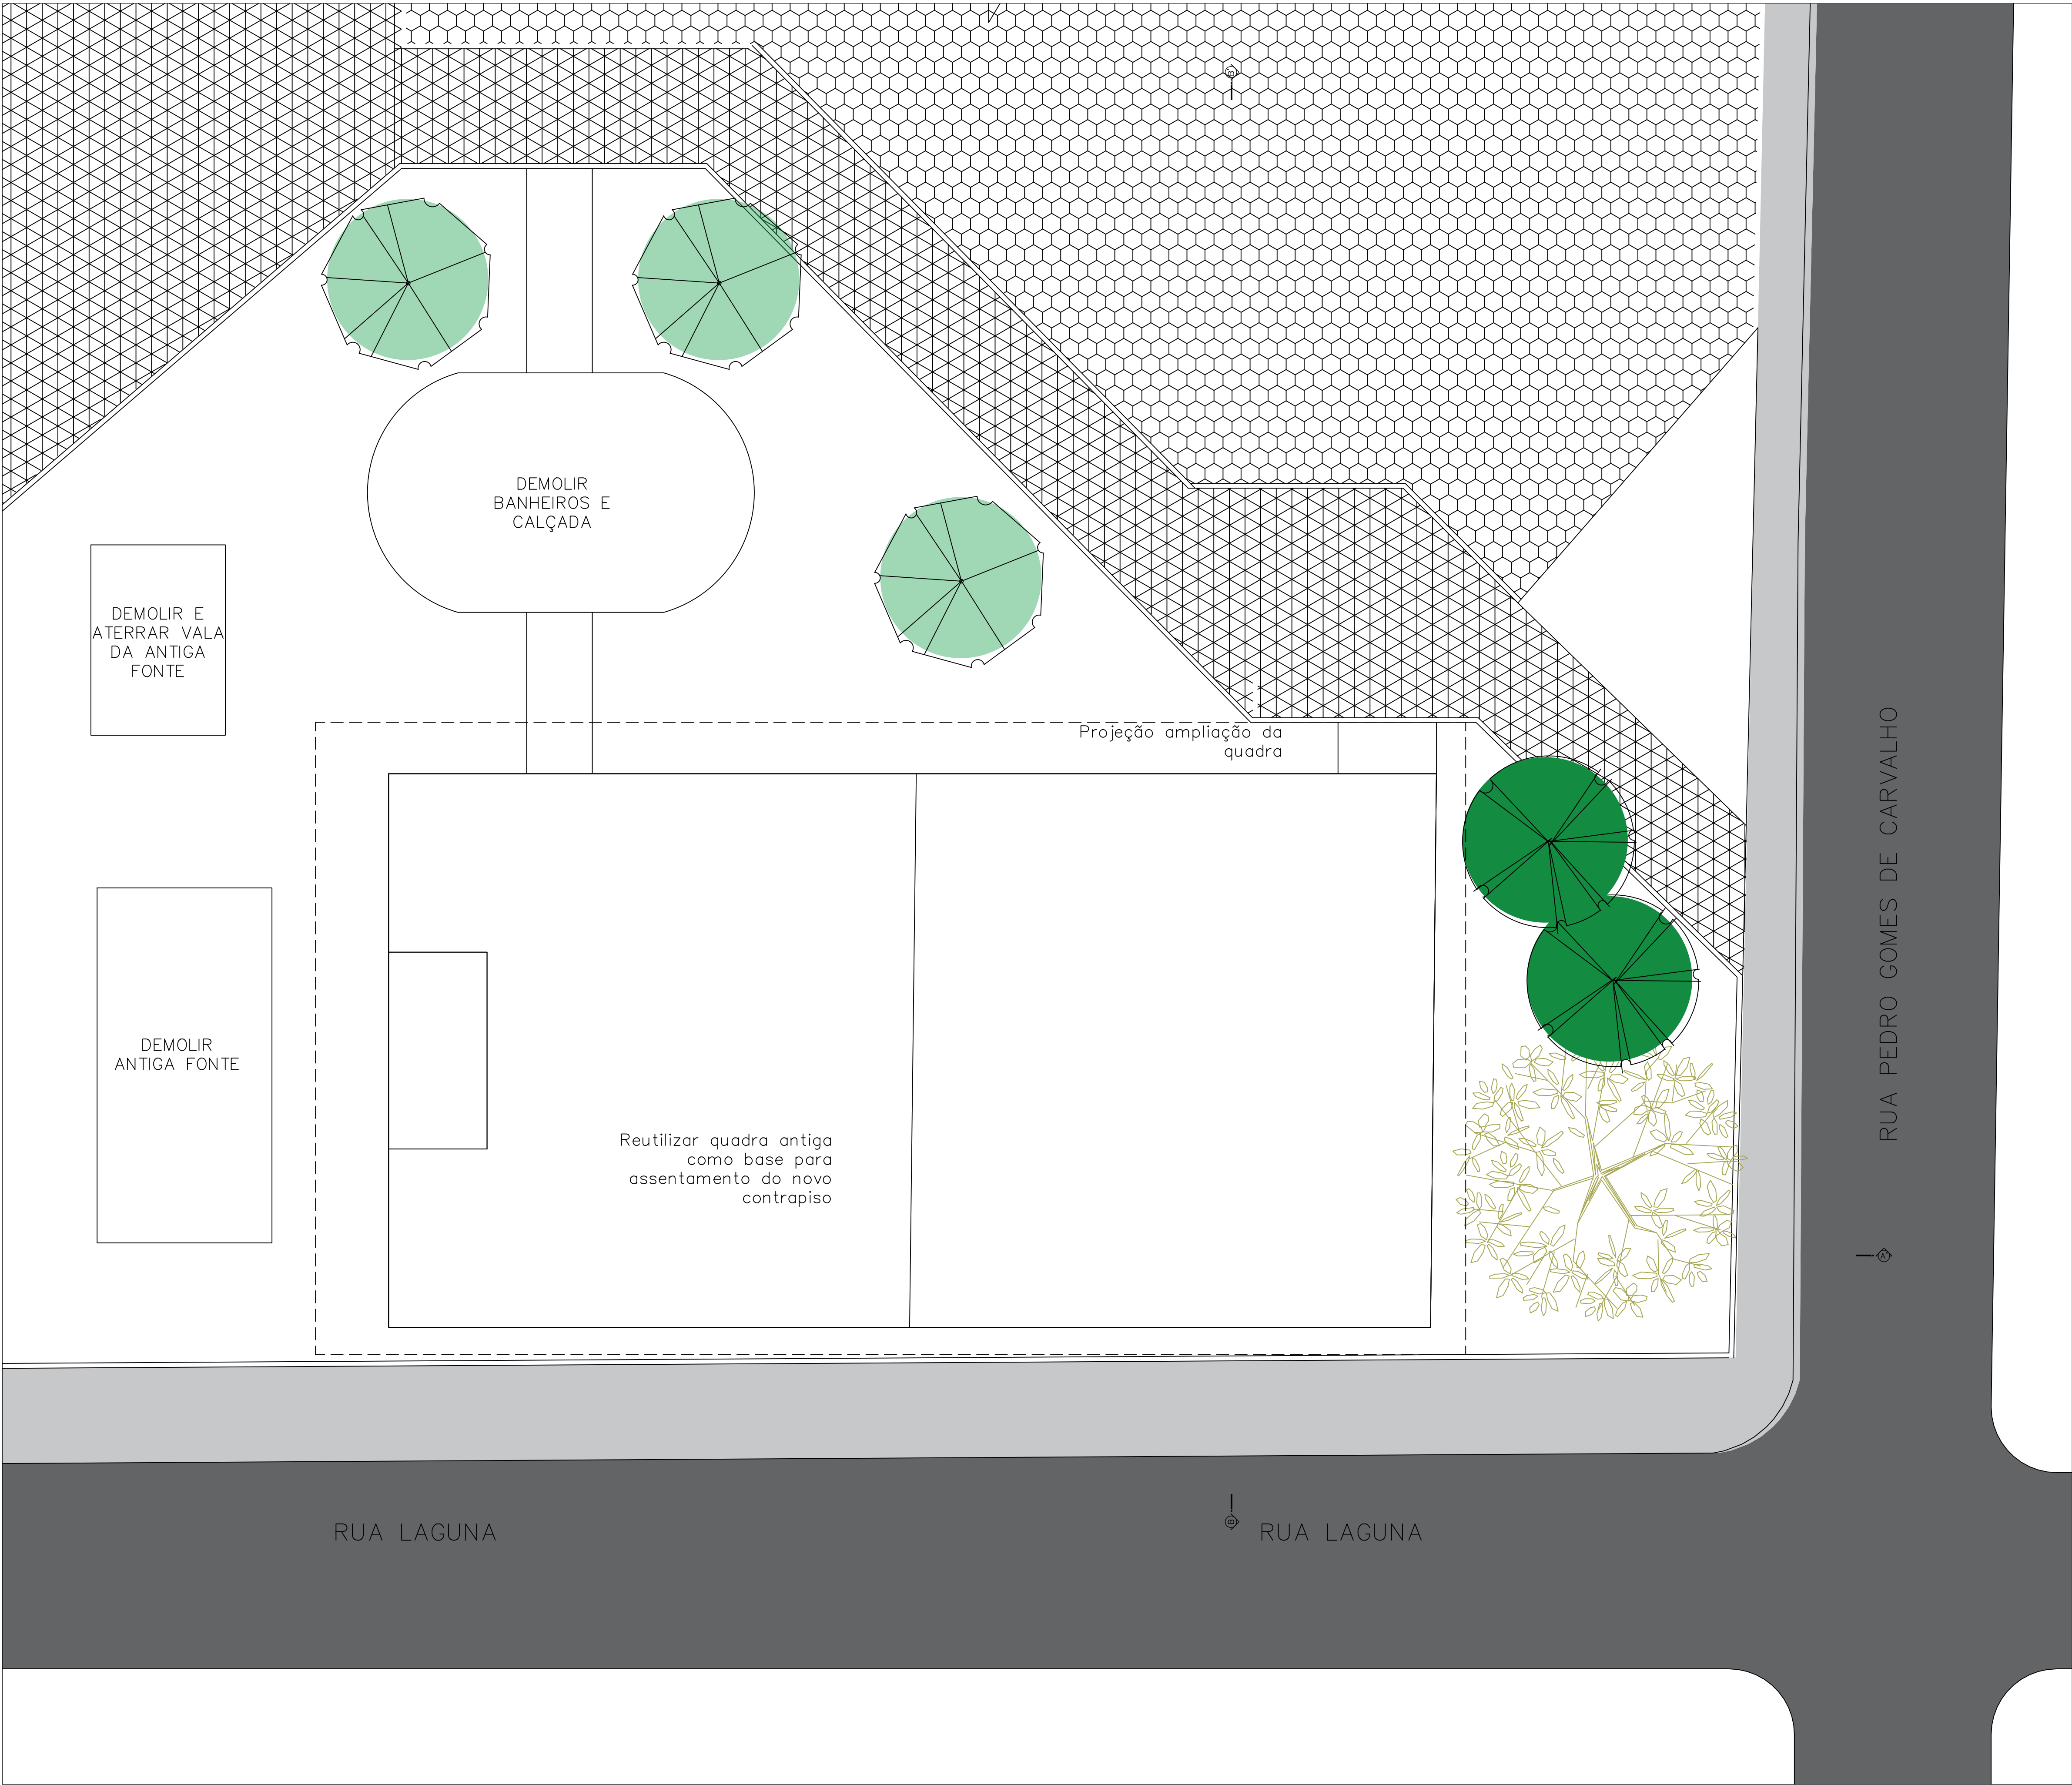 B'
DEMOLIR
BANHEIROS E
CALÇADA
DEMOLIR E
ATERRAR VALA
DA ANTIGA
FONTE
Projeção ampliação da
quadra
RUA PEDRO GOMES DE CARVALHO
DEMOLIR
ANTIGA FONTE
Reutilizar quadra antiga
como base para
assentamento do novo
contrapiso
A'
B
RUA LAGUNA
RUA LAGUNA